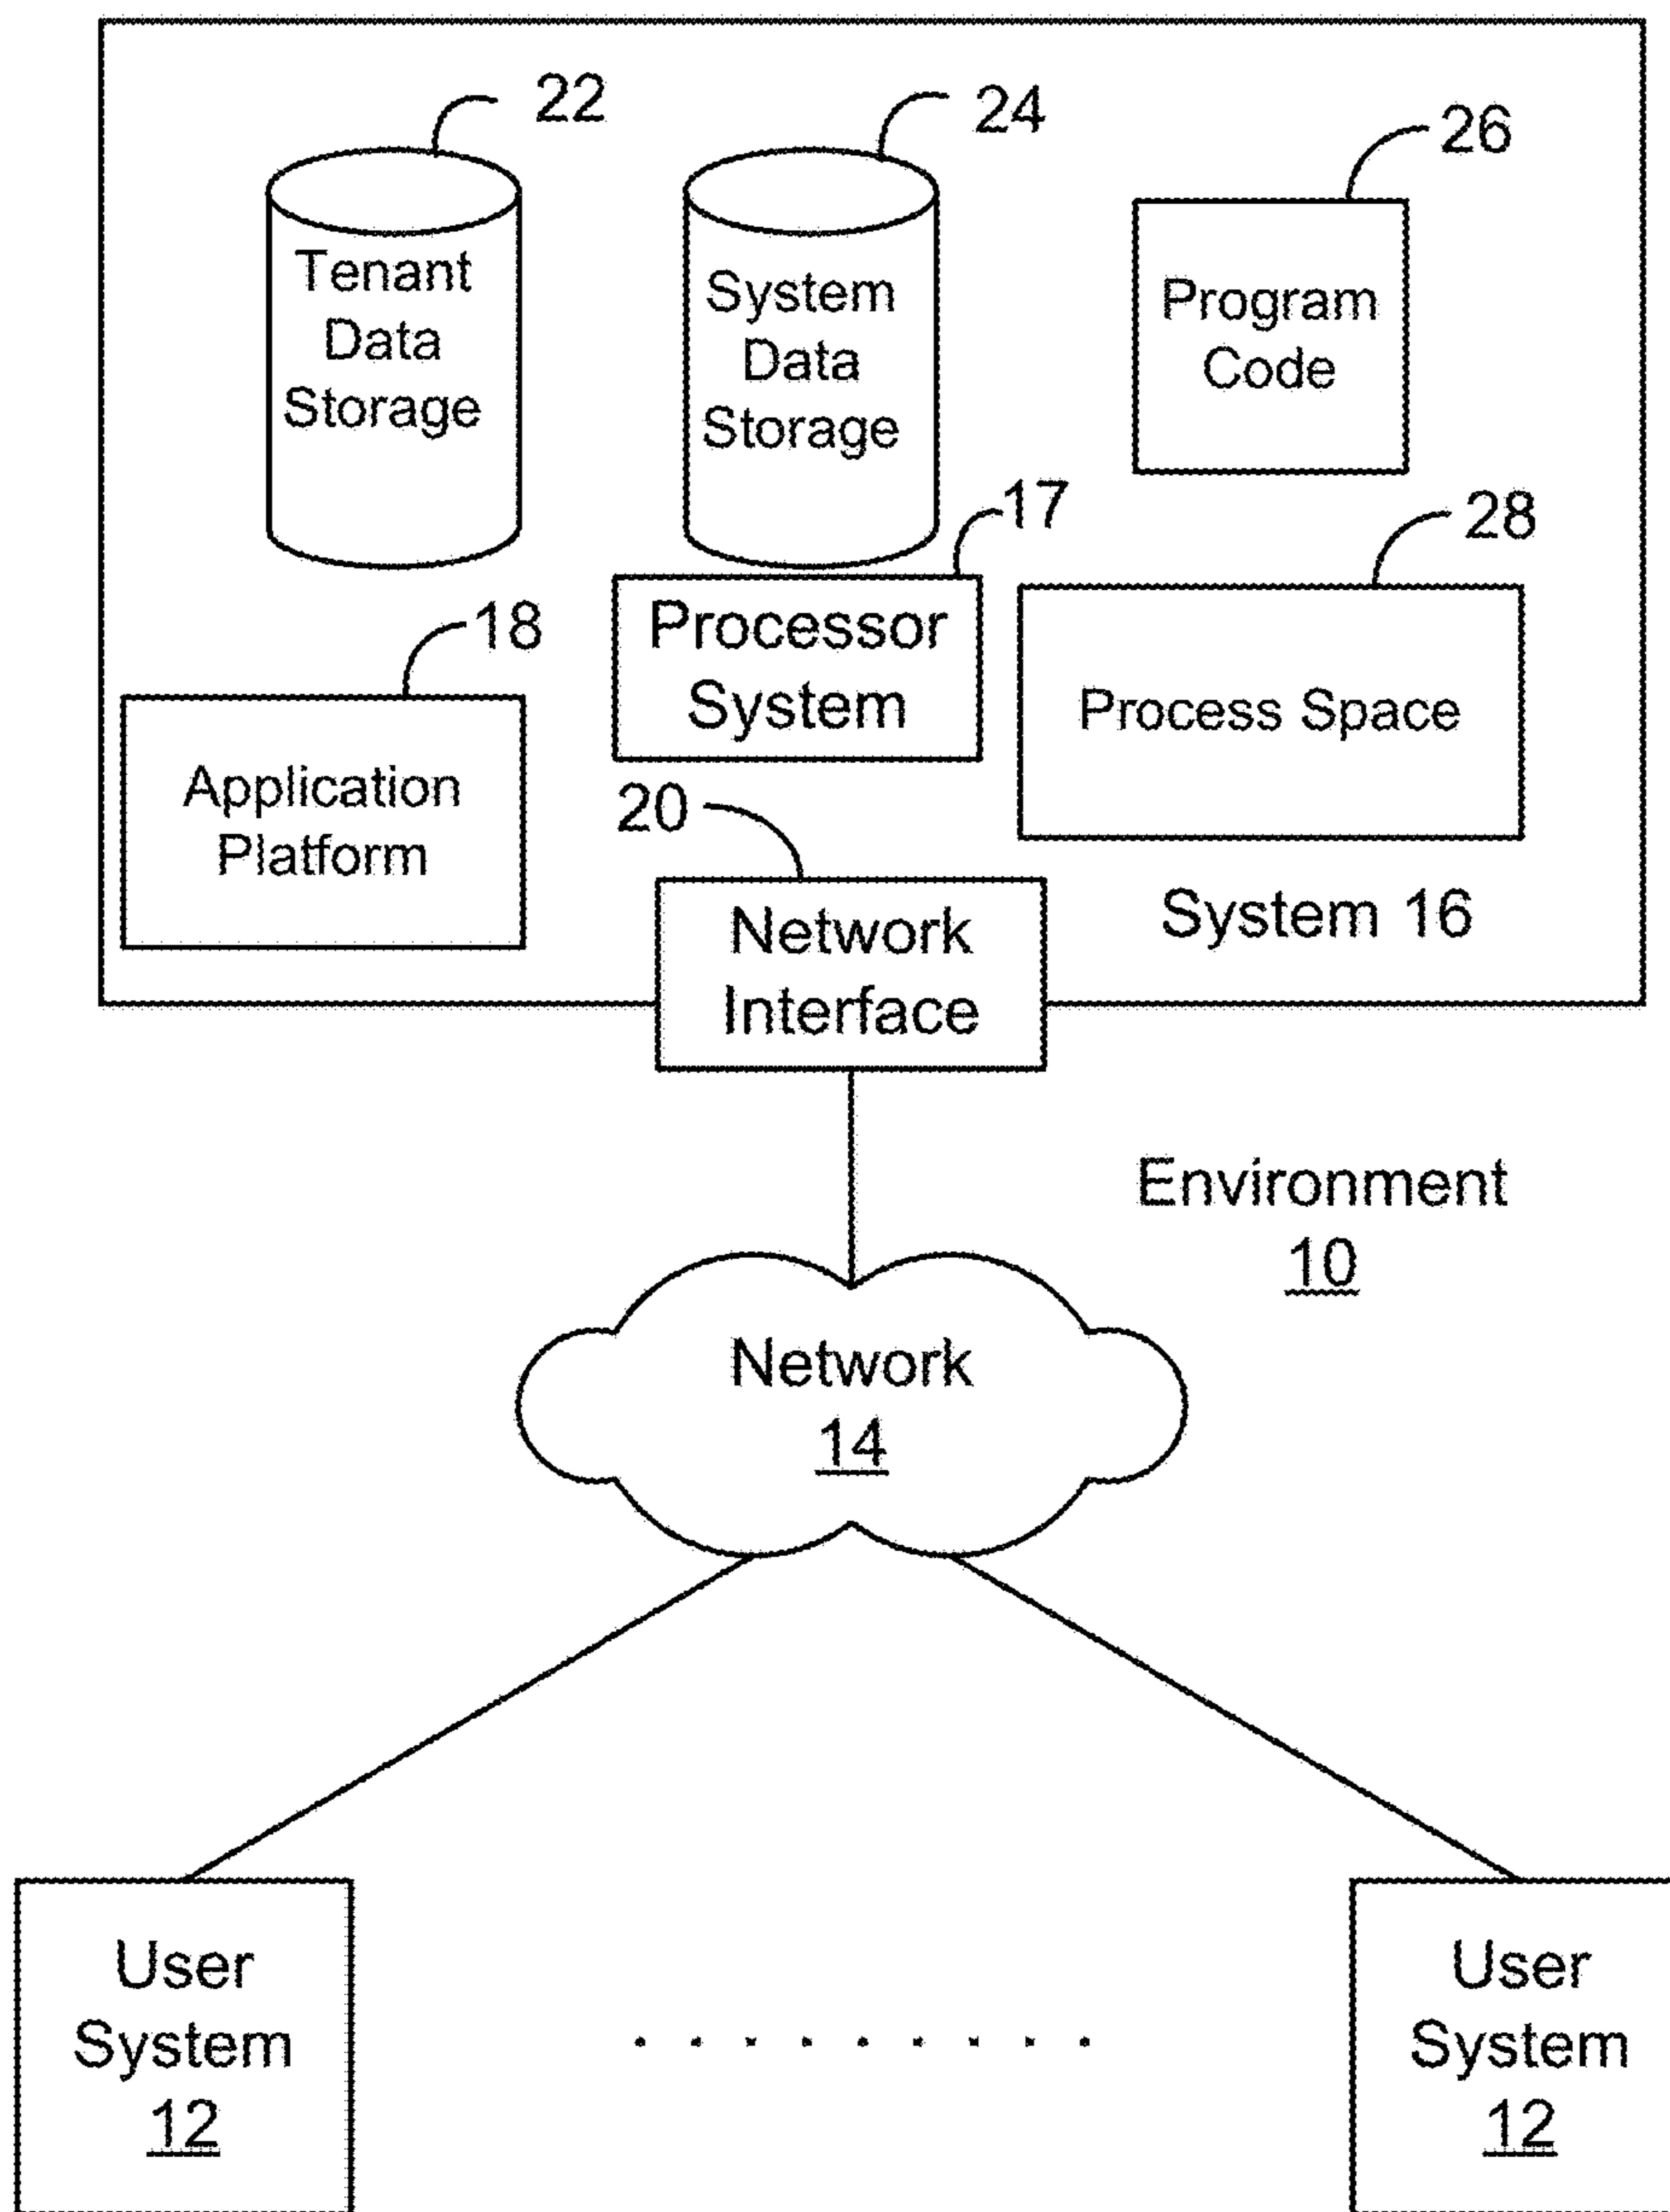 22
24
26
Tenant
Data
Storage
System
Data
Storage
Program
Code
17
28
18
Processor
System
Process Space
Application
Platform
20
System 16
Network
Interface
Environment
10
Network
14
User
System
12
User
System
12